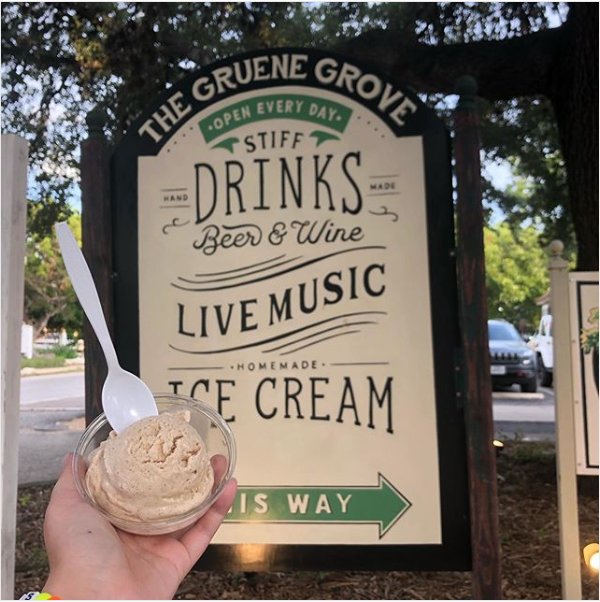 THE GRUENE GROVE
·OPEN EVERY DAY·
STIFF
HAND DRINKS MADE
Beer & Wine
LIVE MUSIC
·HOMEMADE·
ICE CREAM
IS WAY